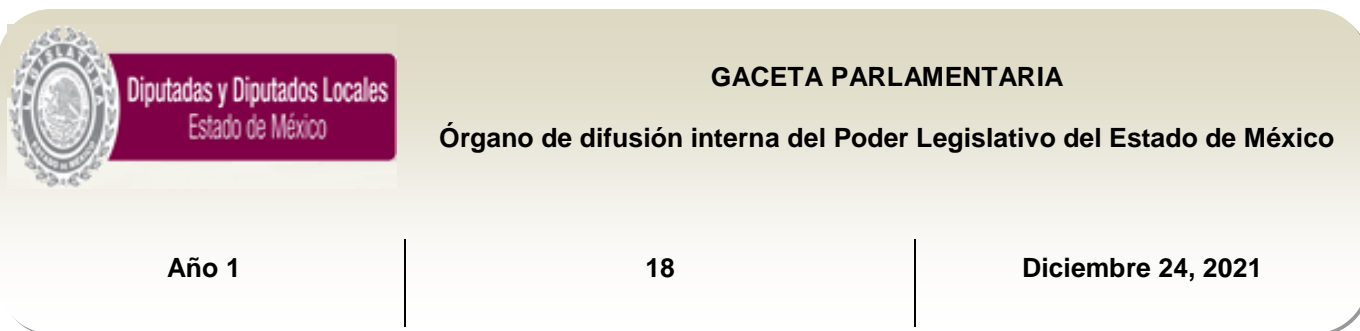 GACETA PARLAMENTARIA
Diputadas y Diputados Locales
Estado de México
Órgano de difusión interna del Poder Legislativo del Estado de México
Año 1
18
Diciembre 24, 2021